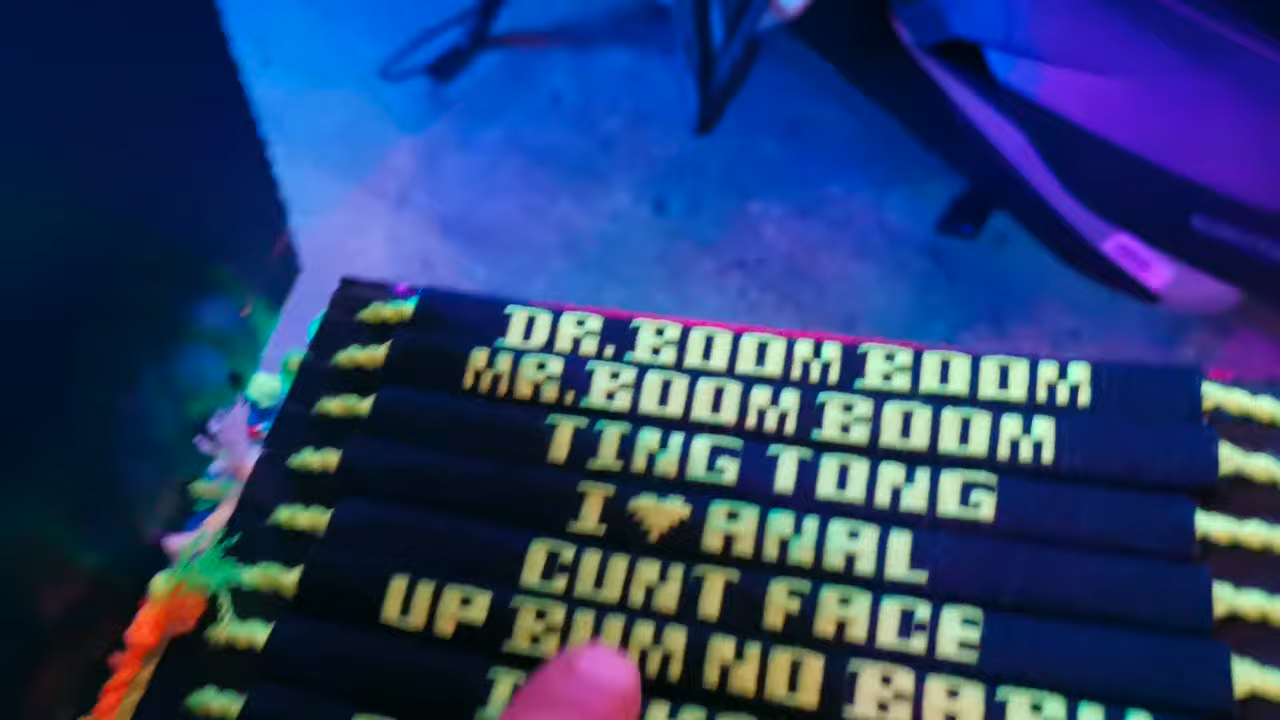 DR. BOOM BOOM
MR. BOOM BOOM
TING TONG
I ♥ ANAL
CUNT FACE
UP BUM NO BABY